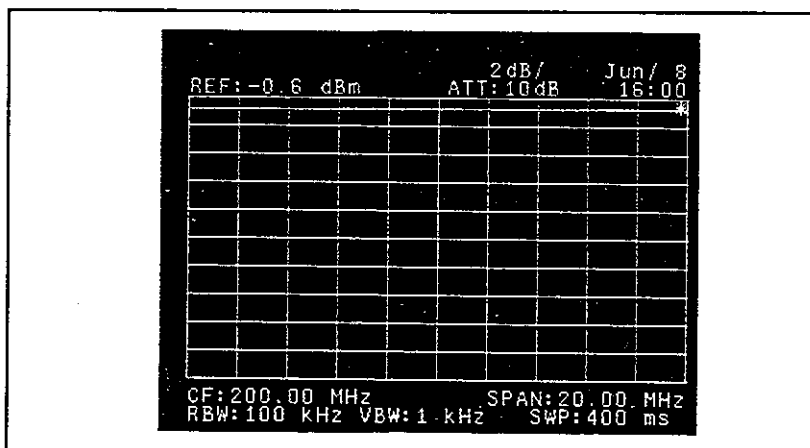 2dB/ Jun/ 8
REF:-0.6 dBm ATT:10dB 16:00
*
CF:200.00 MHz SPAN:20.00 MHz
RBW:100 kHz VBW:1 kHz SWP:400 ms